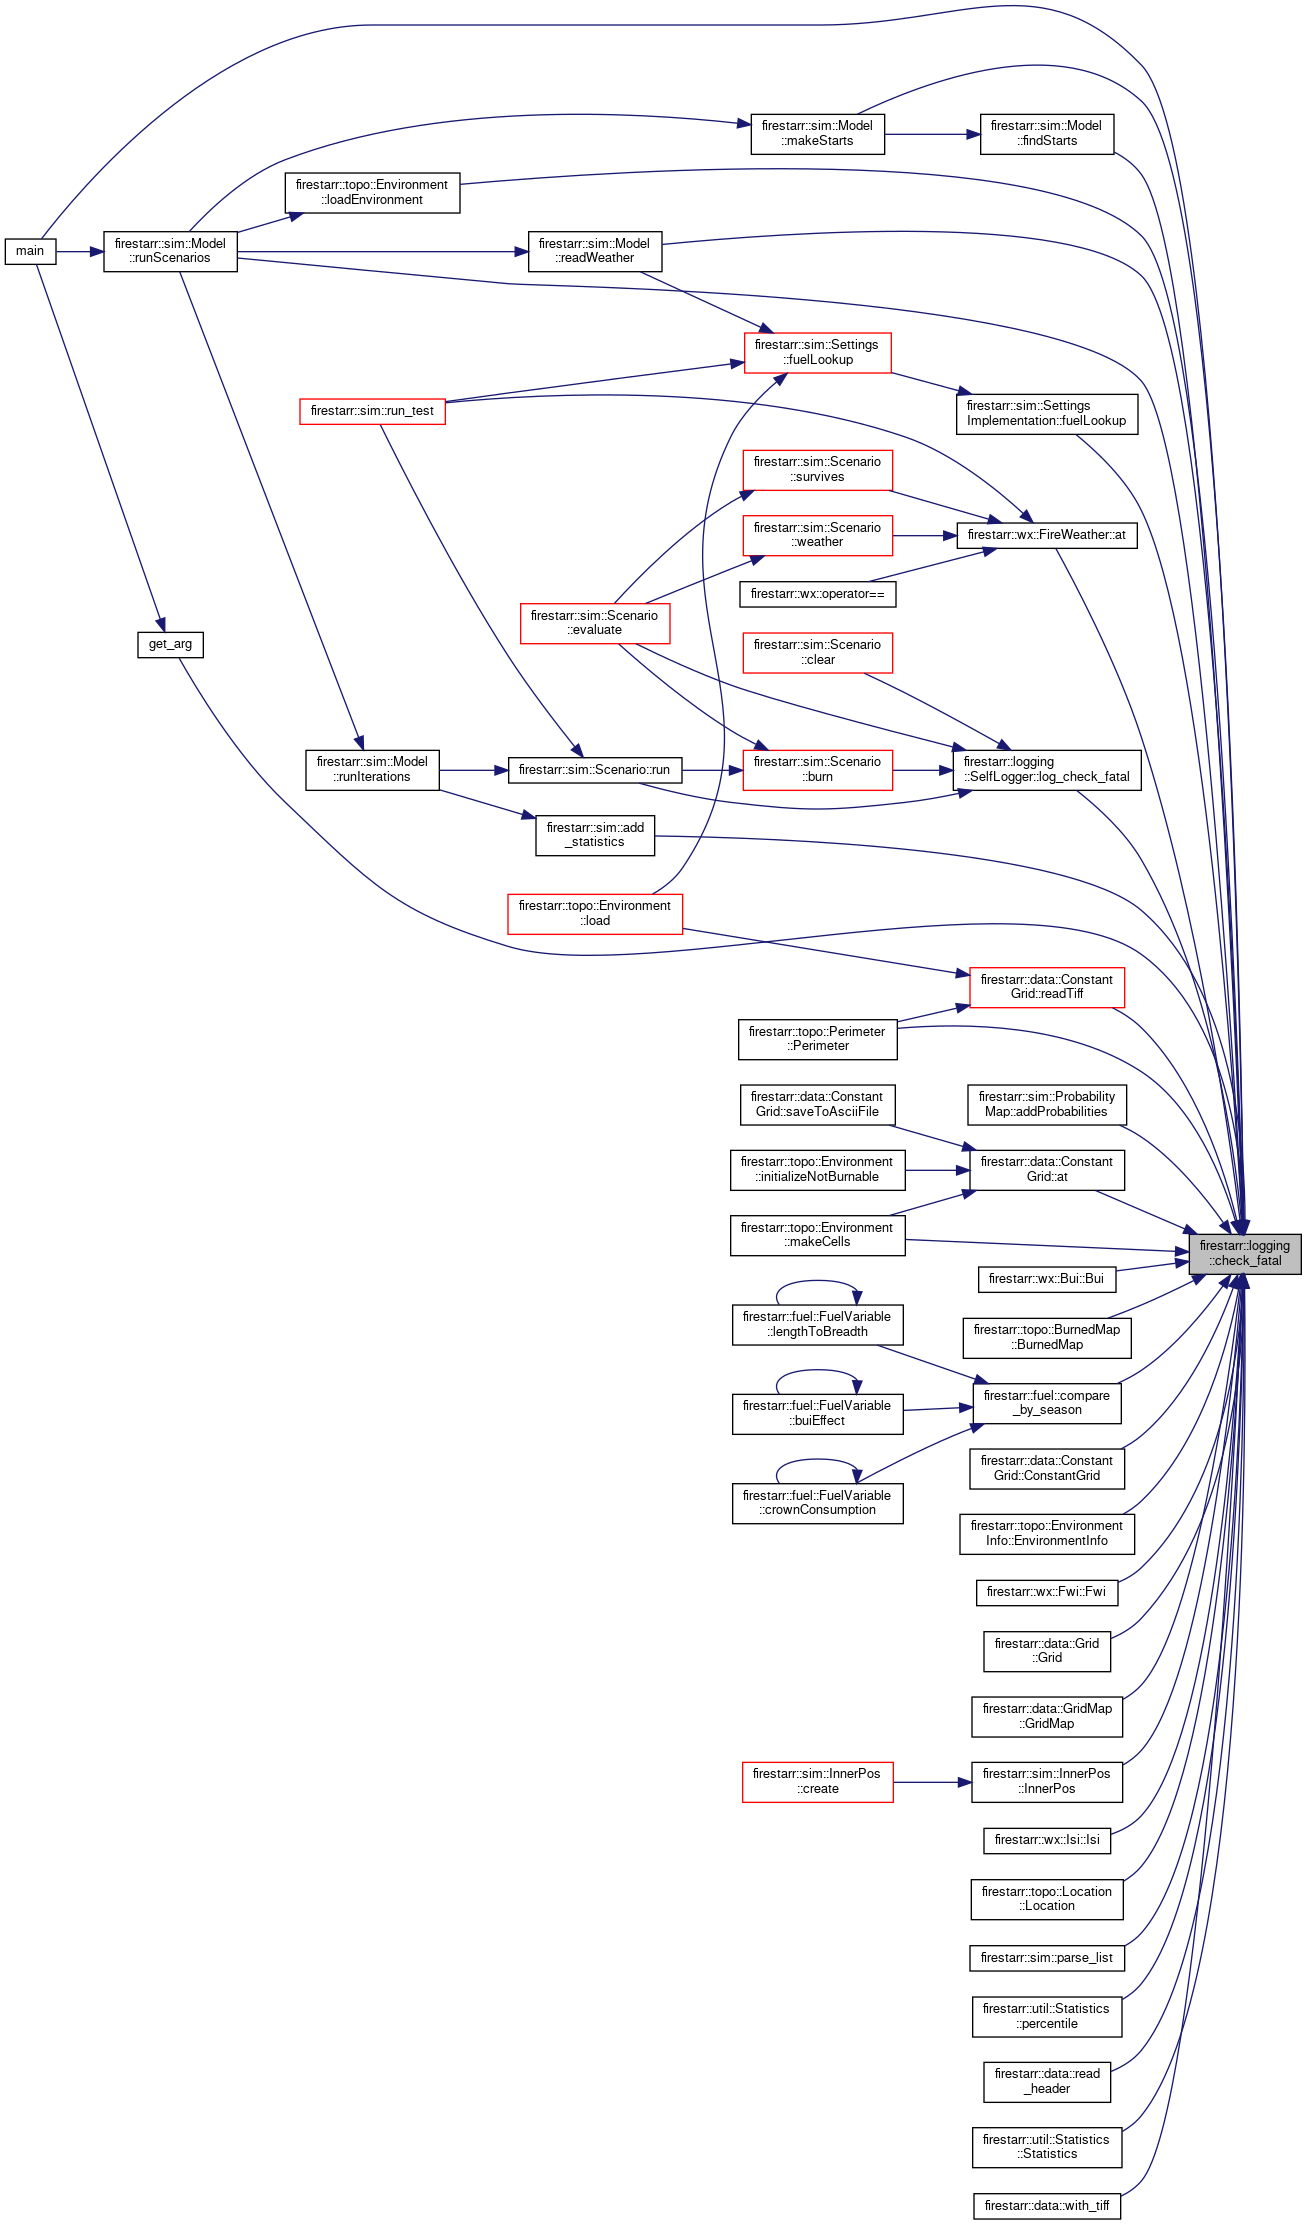 firestarr::sim::Model
::makeStarts
firestarr::sim::Model
::findStarts
firestarr::topo::Environment
::loadEnvironment
main
firestarr::sim::Model
::runScenarios
firestarr::sim::Model
::readWeather
firestarr::sim::Settings
::fuelLookup
firestarr::sim::run_test
firestarr::sim::Settings
Implementation::fuelLookup
firestarr::sim::Scenario
::survives
firestarr::sim::Scenario
::weather
firestarr::wx::FireWeather::at
firestarr::wx::operator==
firestarr::sim::Scenario
::evaluate
get_arg
firestarr::sim::Scenario
::clear
firestarr::sim::Model
::runIterations
firestarr::sim::Scenario::run
firestarr::sim::Scenario
::burn
firestarr::logging
::SelfLogger::log_check_fatal
firestarr::sim::add
_statistics
firestarr::topo::Environment
::load
firestarr::data::Constant
Grid::readTiff
firestarr::topo::Perimeter
::Perimeter
firestarr::data::Constant
Grid::saveToAsciiFile
firestarr::sim::Probability
Map::addProbabilities
firestarr::topo::Environment
::initializeNotBurnable
firestarr::data::Constant
Grid::at
firestarr::topo::Environment
::makeCells
firestarr::logging
::check_fatal
firestarr::wx::Bui::Bui
firestarr::fuel::FuelVariable
::lengthToBreadth
firestarr::topo::BurnedMap
::BurnedMap
firestarr::fuel::FuelVariable
::buiEffect
firestarr::fuel::compare
_by_season
firestarr::data::Constant
Grid::ConstantGrid
firestarr::fuel::FuelVariable
::crownConsumption
firestarr::topo::Environment
Info::EnvironmentInfo
firestarr::wx::Fwi::Fwi
firestarr::data::Grid
::Grid
firestarr::data::GridMap
::GridMap
firestarr::sim::InnerPos
::create
firestarr::sim::InnerPos
::InnerPos
firestarr::wx::Isi::Isi
firestarr::topo::Location
::Location
firestarr::sim::parse_list
firestarr::util::Statistics
::percentile
firestarr::data::read
_header
firestarr::util::Statistics
::Statistics
firestarr::data::with_tiff